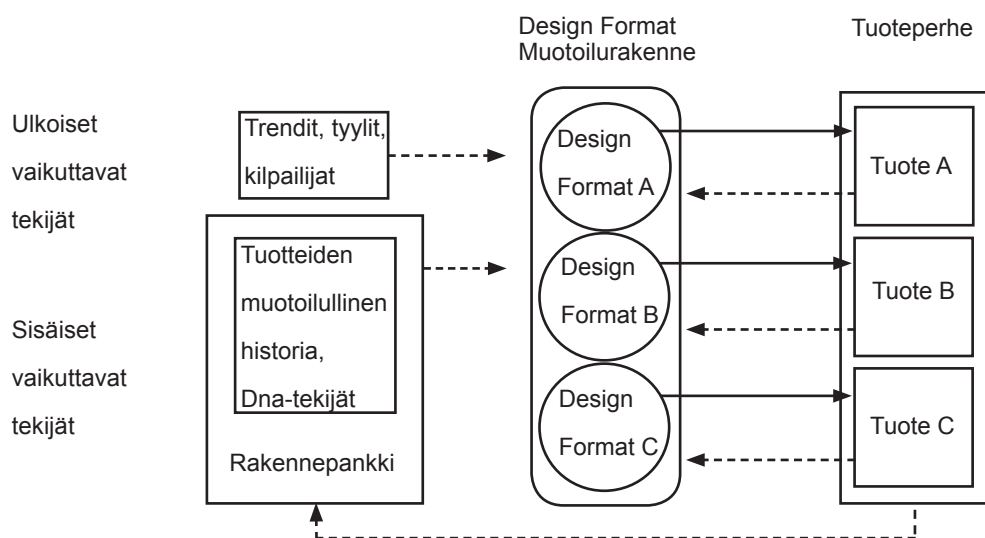 Design Format
Muotoilurakenne
Tuoteperhe
Ulkoiset
vaikuttavat
tekijät
Trendit, tyylit,
kilpailijat
Sisäiset
vaikuttavat
tekijät
Tuotteiden
muotoilullinen
historia,
Dna-tekijät
Rakennepankki
Design
Format A
Design
Format B
Design
Format C
Tuote A
Tuote B
Tuote C